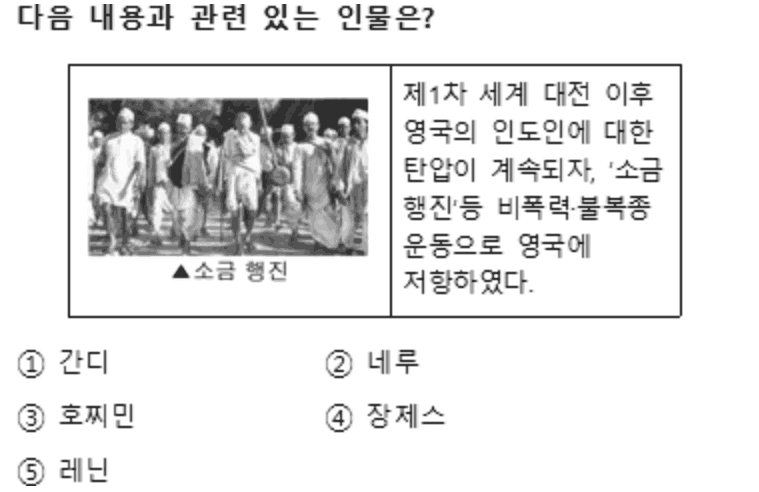 다음 내용과 관련 있는 인물은?
제1차 세계 대전 이후
영국의 인도인에 대한
탄압이 계속되자, '소금
행진'등 비폭력·불복종
운동으로 영국에
저항하였다.
▲소금 행진
① 간디
② 네루
③ 호찌민
④ 장제스
⑤ 레닌